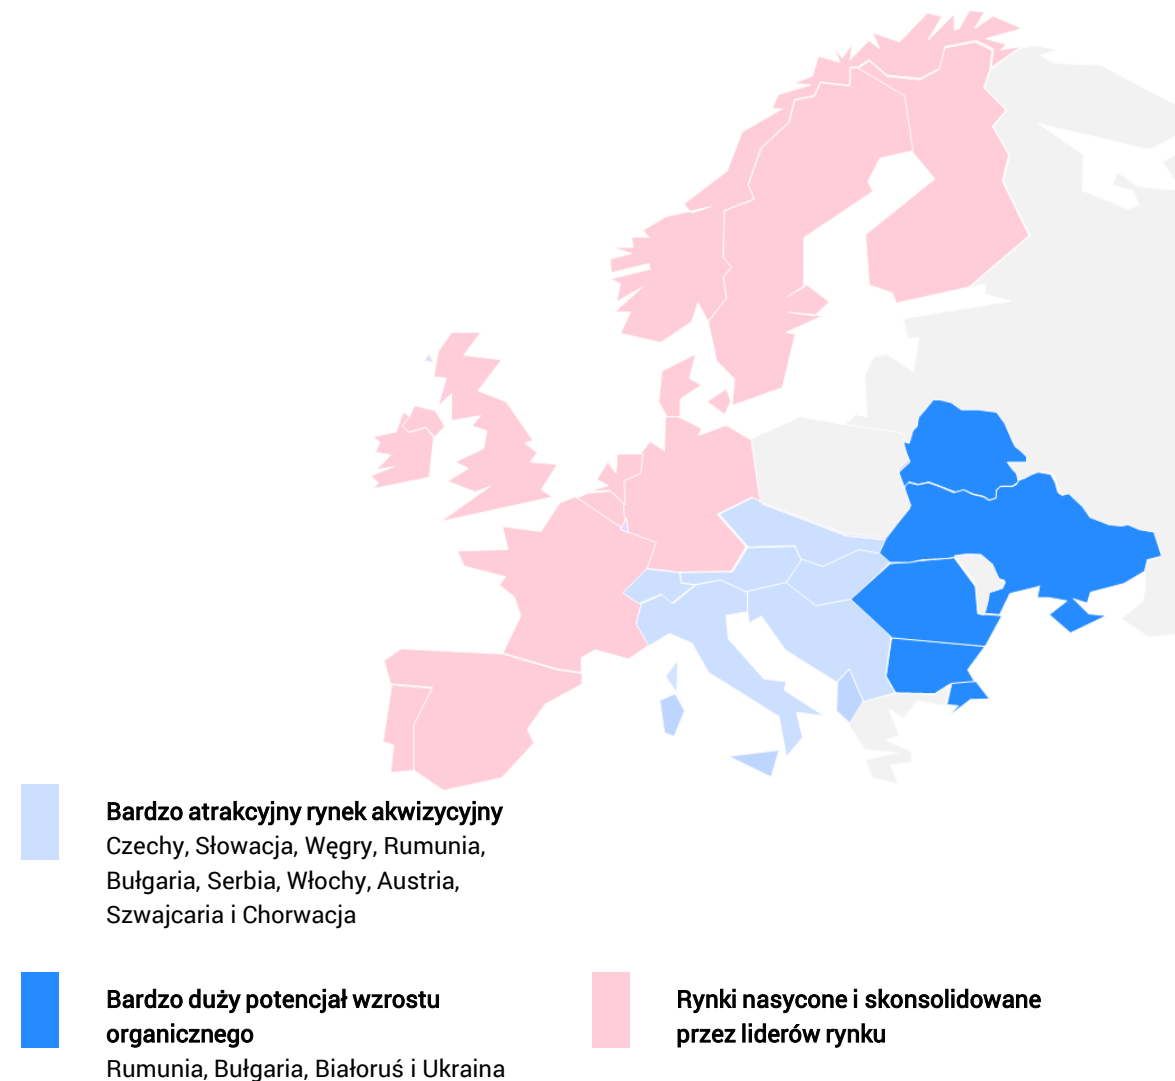 Bardzo atrakcyjny rynek akwizycyjny
Czechy, Słowacja, Węgry, Rumunia,
Bułgaria, Serbia, Włochy, Austria,
Szwajcaria i Chorwacja
Bardzo duży potencjał wzrostu
organicznego
Rumunia, Bułgaria, Białoruś i Ukraina
Rynki nasycone i skonsolidowane
przez liderów rynku